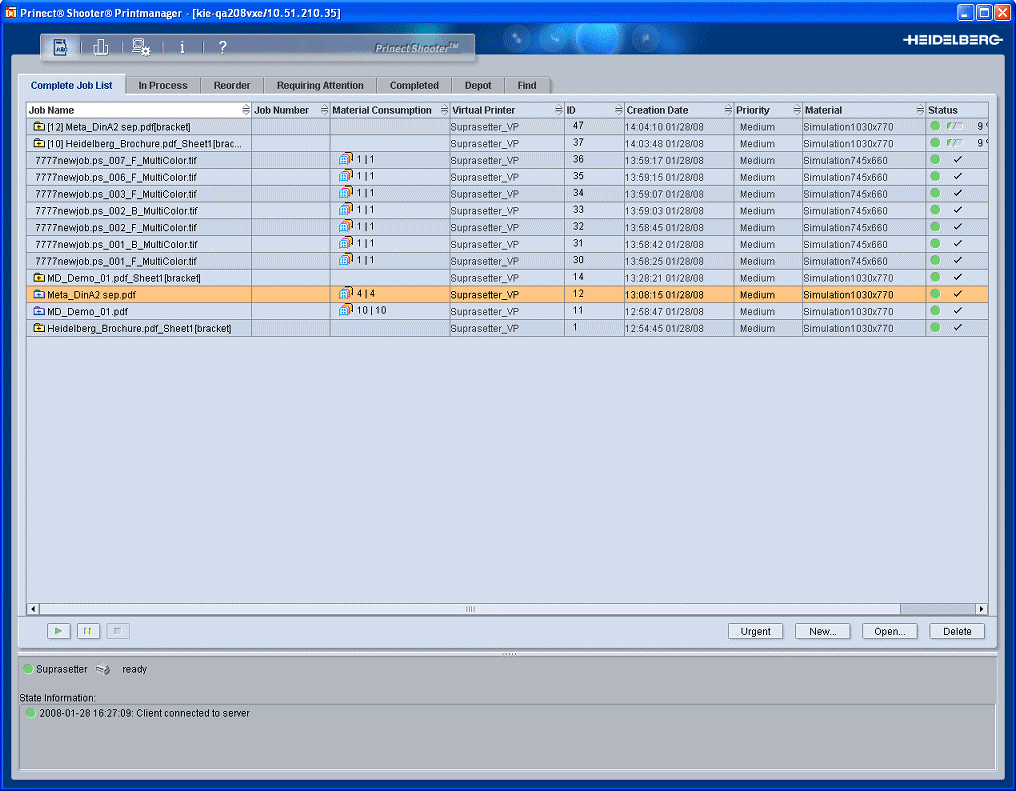 Prinect® Shooter® Printmanager - [kie-qa208vxe/10.51.210.35]
ABC i ? Prinect Shooter™ HEIDELBERG
Complete Job List In Process Reorder Requiring Attention Completed Depot Find
Job Name Job Number Material Consumption Virtual Printer ID Creation Date Priority Material Status
[12] Meta_DinA2 sep.pdf[bracket] Suprasetter_VP 47 14:04:10 01/28/08 Medium Simulation1030x770 9
[10] Heidelberg_Brochure.pdf_Sheet1[brac... Suprasetter_VP 37 14:03:48 01/28/08 Medium Simulation1030x770 9
7777newjob.ps_007_F_MultiColor.tif 1 | 1 Suprasetter_VP 36 13:59:17 01/28/08 Medium Simulation745x660
7777newjob.ps_006_F_MultiColor.tif 1 | 1 Suprasetter_VP 35 13:59:15 01/28/08 Medium Simulation745x660
7777newjob.ps_003_F_MultiColor.tif 1 | 1 Suprasetter_VP 34 13:59:07 01/28/08 Medium Simulation745x660
7777newjob.ps_002_B_MultiColor.tif 1 | 1 Suprasetter_VP 33 13:59:03 01/28/08 Medium Simulation745x660
7777newjob.ps_002_F_MultiColor.tif 1 | 1 Suprasetter_VP 32 13:58:45 01/28/08 Medium Simulation745x660
7777newjob.ps_001_B_MultiColor.tif 1 | 1 Suprasetter_VP 31 13:58:42 01/28/08 Medium Simulation745x660
7777newjob.ps_001_F_MultiColor.tif 1 | 1 Suprasetter_VP 30 13:58:25 01/28/08 Medium Simulation745x660
MD_Demo_01.pdf_Sheet1[bracket] Suprasetter_VP 14 13:28:21 01/28/08 Medium Simulation1030x770
Meta_DinA2 sep.pdf 4 | 4 Suprasetter_VP 12 13:08:15 01/28/08 Medium Simulation1030x770
MD_Demo_01.pdf 10 | 10 Suprasetter_VP 11 12:58:47 01/28/08 Medium Simulation1030x770
Heidelberg_Brochure.pdf_Sheet1[bracket] Suprasetter_VP 1 12:54:45 01/28/08 Medium Simulation1030x770
Urgent New... Open... Delete
Suprasetter ready
State Information:
2008-01-28 16:27:09: Client connected to server